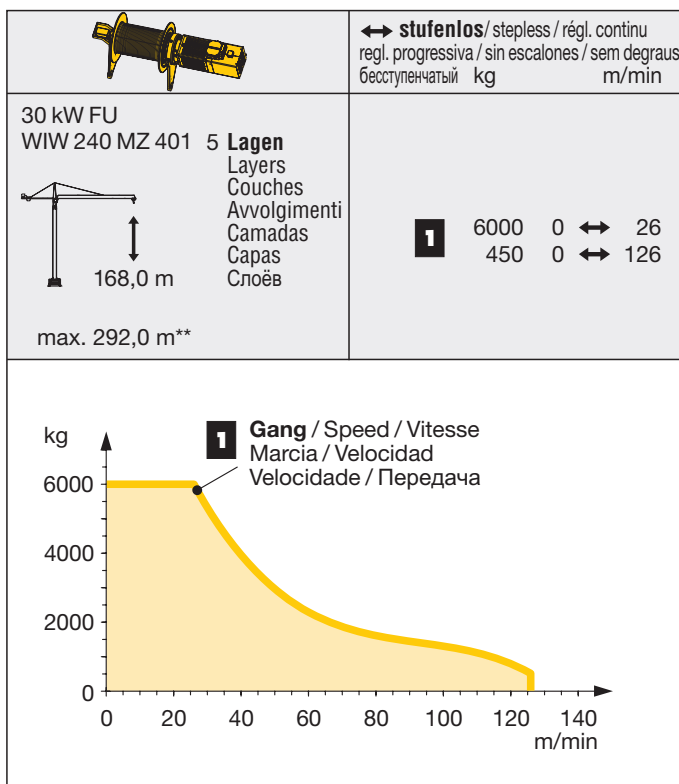 stufenlos / stepless / régl. continu
regl. progressiva / sin escalones / sem degraus
бесступенчатый kg m/min
30 kW FU
WIW 240 MZ 401 5 Lagen
Layers
Couches
Avvolgimenti
Camadas
Capas
Слоёв
168,0 m
max. 292,0 m**
1
6000 0 ↔ 26
450 0 ↔ 126
kg
1 Gang / Speed / Vitesse
Marcia / Velocidad
Velocidade / Передача
6000
4000
2000
0
0 20 40 60 80 100 120 140
m/min